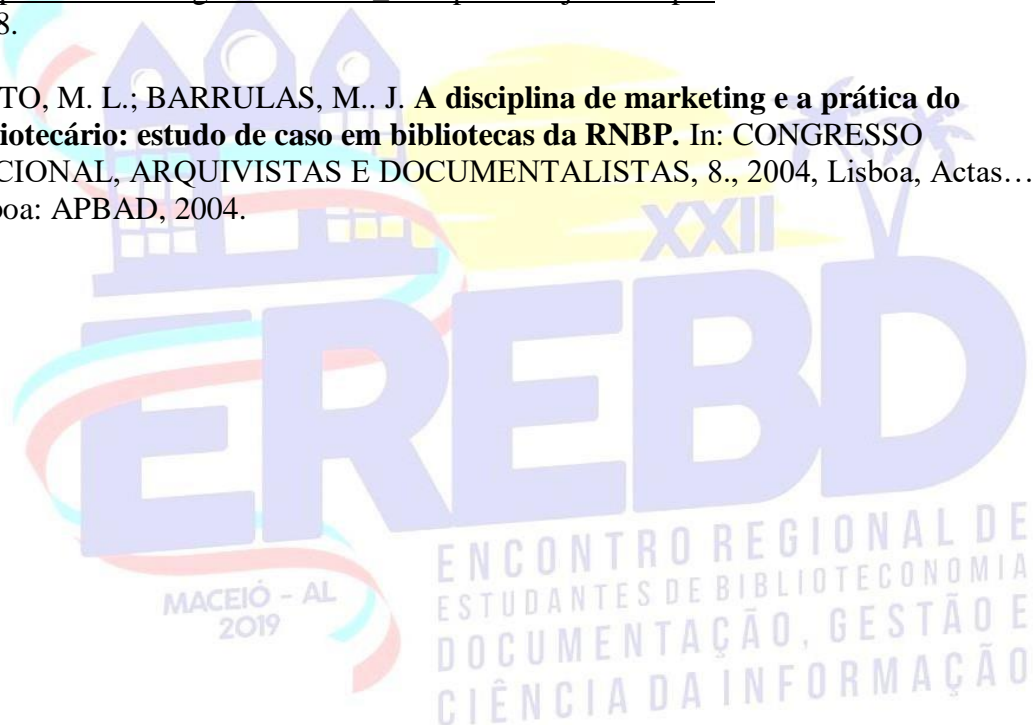 8.
TO, M. L.; BARRULAS, M.. J. A disciplina de marketing e a prática do
iotecário: estudo de caso em bibliotecas da RNBP. In: CONGRESSO
CIONAL, ARQUIVISTAS E DOCUMENTALISTAS, 8., 2004, Lisboa, Actas…
oa: APBAD, 2004.
XXII
EREBD
ENCONTRO REGIONAL DE
ESTUDANTES DE BIBLIOTECONOMIA
DOCUMENTAÇÃO, GESTÃO E
CIÊNCIA DA INFORMAÇÃO
MACEIÓ - AL
2019